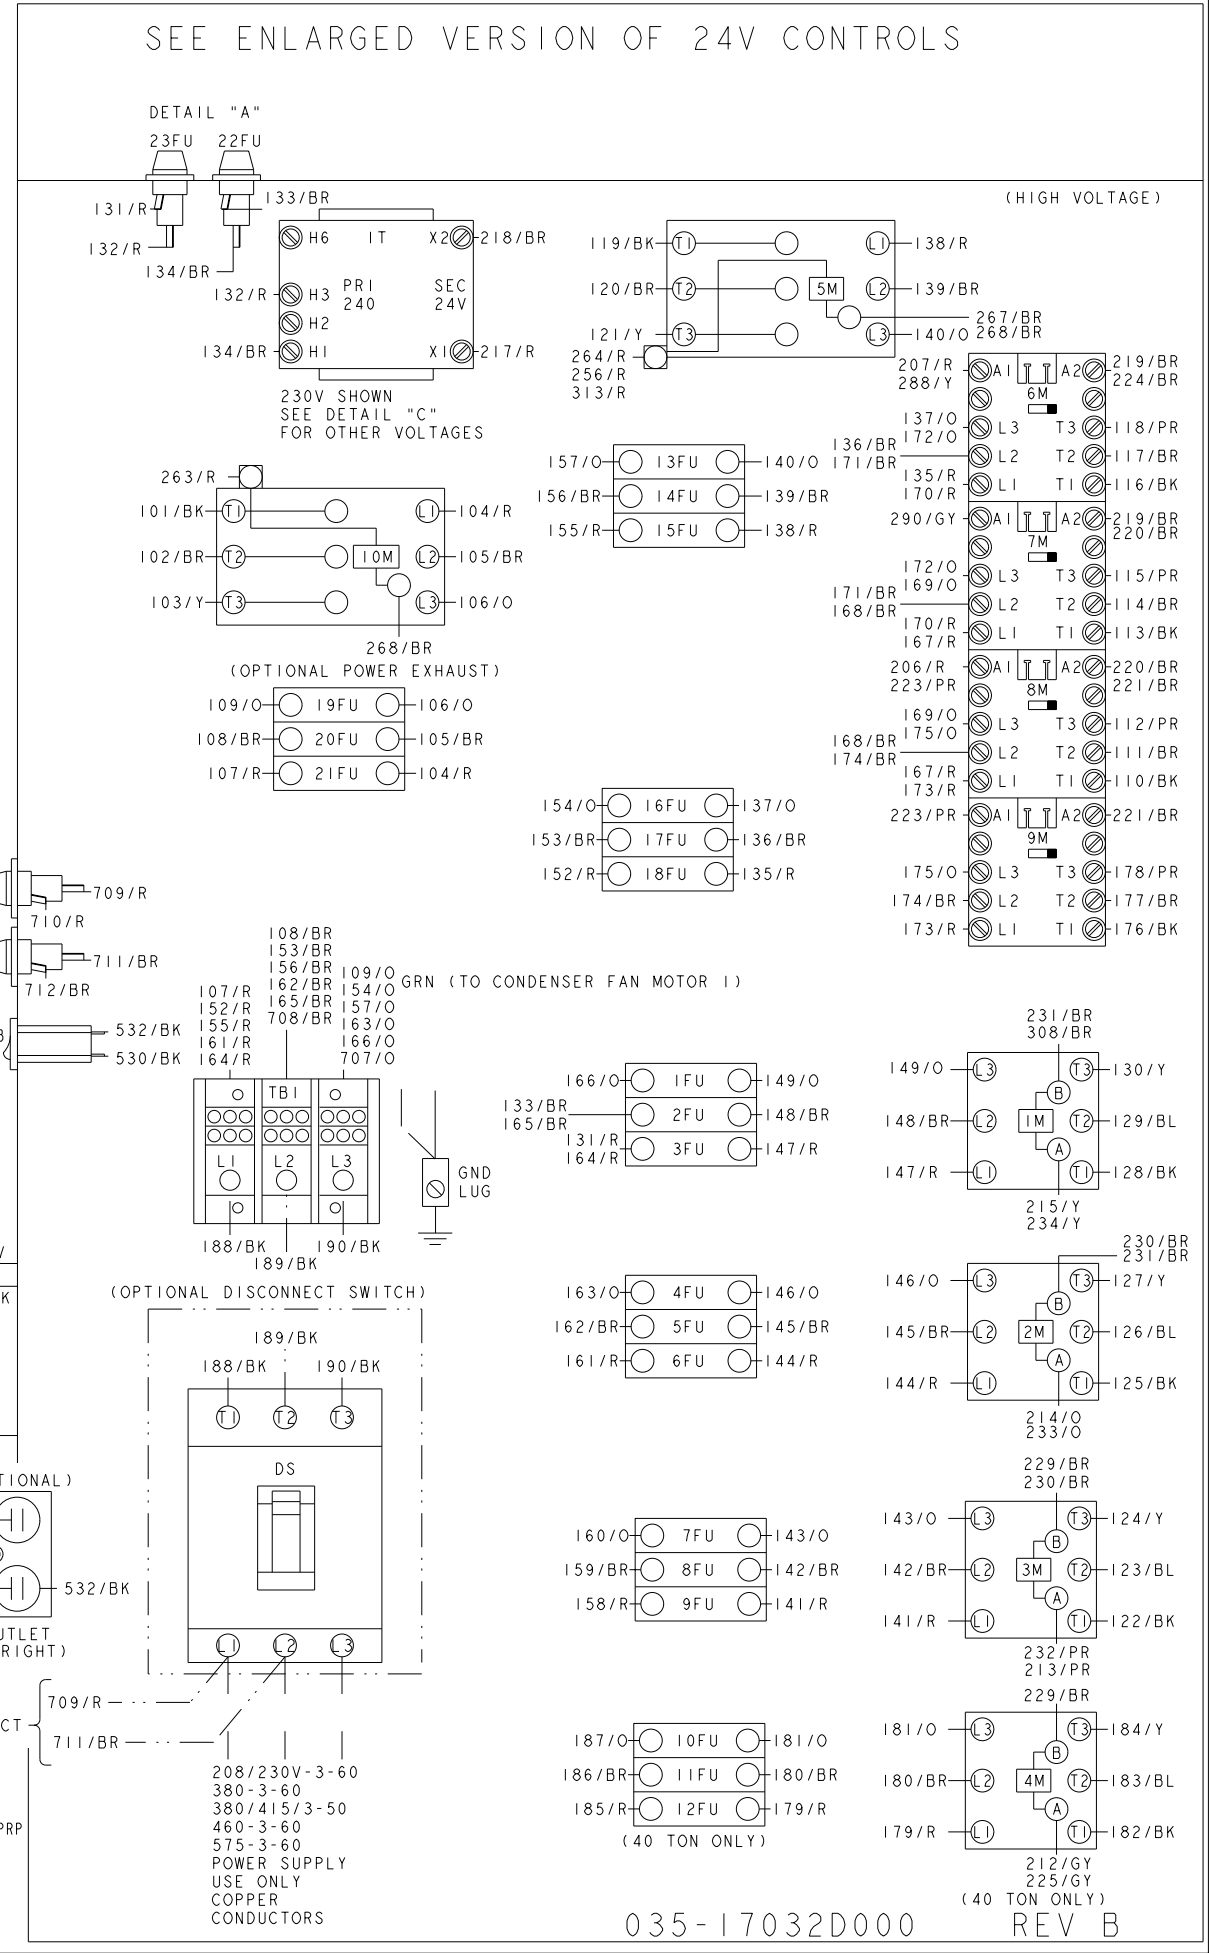 SEE ENLARGED VERSION OF 24V CONTROLS
DETAIL "A"
23FU 22FU
131/R
133/BR
132/R
134/BR
(HIGH VOLTAGE)
H6 1T X2 218/BR
132/R H3 PRI 240 SEC 24V
H2
134/BR H1 X1 217/R
230V SHOWN
SEE DETAIL "C"
FOR OTHER VOLTAGES
119/BK T1 L1 138/R
120/BR T2 5M L2 139/BR
121/Y T3 L3 140/O
267/BR
268/BR
264/R
256/R
313/R
263/R
101/BK T1 L1 104/R
102/BR T2 10M L2 105/BR
103/Y T3 L3 106/O
268/BR
(OPTIONAL POWER EXHAUST)
109/O 19FU 106/O
108/BR 20FU 105/BR
107/R 21FU 104/R
157/O 13FU 140/O
156/BR 14FU 139/BR
155/R 15FU 138/R
154/O 16FU 137/O
153/BR 17FU 136/BR
152/R 18FU 135/R
207/R A1 A2 219/BR
288/Y 224/BR
6M
137/O
172/O L3 T3 118/PR
136/BR
171/BR L2 T2 117/BR
135/R
170/R L1 T1 116/BK
290/GY A1 A2 219/BR
220/BR
7M
172/O
169/O L3 T3 115/PR
171/BR
168/BR L2 T2 114/BR
170/R
167/R L1 T1 113/BK
206/R A1 A2 220/BR
223/PR 221/BR
8M
169/O
175/O L3 T3 112/PR
168/BR
174/BR L2 T2 111/BR
167/R
173/R L1 T1 110/BK
223/PR A1 A2 221/BR
9M
175/O L3 T3 178/PR
174/BR L2 T2 177/BR
173/R L1 T1 176/BK
709/R
710/R
711/BR
712/BR
532/BK
530/BK
107/R
152/R
155/R
161/R
164/R
108/BR
153/BR
156/BR
162/BR
165/BR
708/BR
109/O
154/O
157/O
163/O
166/O
707/O
GRN (TO CONDENSER FAN MOTOR 1)
TB1
L1 L2 L3
GND
LUG
188/BK 190/BK
189/BK
(OPTIONAL DISCONNECT SWITCH)
189/BK
188/BK 190/BK
T1 T2 T3
DS
L1 L2 L3
TIONAL)
532/BK
UTLET
RIGHT)
709/R
CT
711/BR
PRP
208/230V-3-60
380-3-60
380/415/3-50
460-3-60
575-3-60
POWER SUPPLY
USE ONLY
COPPER
CONDUCTORS
166/O 1FU 149/O
133/BR
165/BR 2FU 148/BR
131/R
164/R 3FU 147/R
163/O 4FU 146/O
162/BR 5FU 145/BR
161/R 6FU 144/R
160/O 7FU 143/O
159/BR 8FU 142/BR
158/R 9FU 141/R
187/O 10FU 181/O
186/BR 11FU 180/BR
185/R 12FU 179/R
(40 TON ONLY)
231/BR
308/BR
149/O L3 T3 130/Y
B
148/BR L2 1M T2 129/BL
A
147/R L1 T1 128/BK
215/Y
234/Y
230/BR
231/BR
146/O L3 T3 127/Y
B
145/BR L2 2M T2 126/BL
A
144/R L1 T1 125/BK
214/O
233/O
229/BR
230/BR
143/O L3 T3 124/Y
B
142/BR L2 3M T2 123/BL
A
141/R L1 T1 122/BK
232/PR
213/PR
229/BR
181/O L3 T3 184/Y
B
180/BR L2 4M T2 183/BL
A
179/R L1 T1 182/BK
212/GY
225/GY
(40 TON ONLY)
035-17032D000 REV B